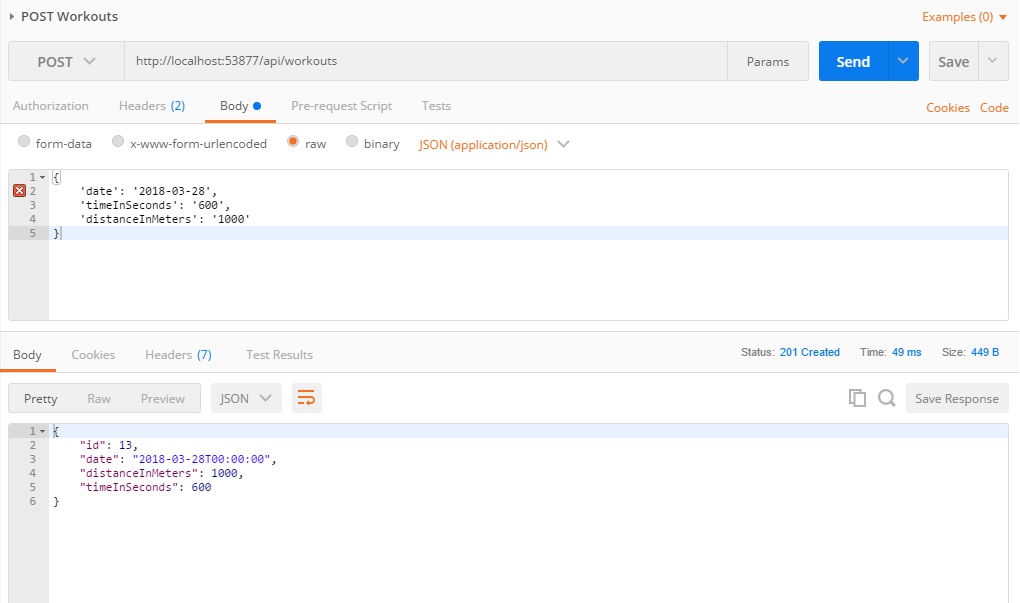 POST Workouts Examples (0)
POST http://localhost:53877/api/workouts Params Send Save
Authorization Headers (2) Body Pre-request Script Tests Cookies Code
form-data x-www-form-urlencoded raw binary JSON (application/json)
1 {
2 'date': '2018-03-28',
3 'timeInSeconds': '600',
4 'distanceInMeters': '1000'
5 }
Body Cookies Headers (7) Test Results Status: 201 Created Time: 49 ms Size: 449 B
Pretty Raw Preview JSON Save Response
1 {
2 "id": 13,
3 "date": "2018-03-28T00:00:00",
4 "distanceInMeters": 1000,
5 "timeInSeconds": 600
6 }